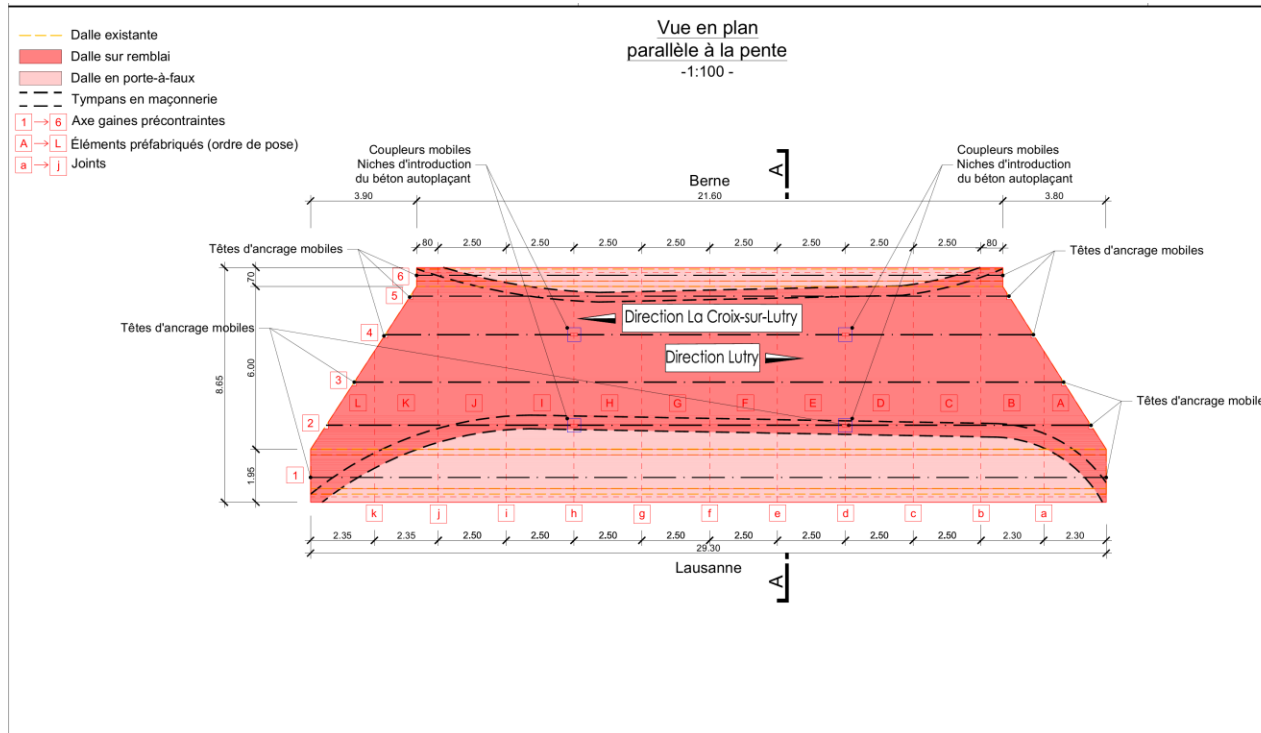 Vue en plan
parallèle à la pente
-1:100 -
Dalle existante
Dalle sur remblai
Dalle en porte-à-faux
Tympans en maçonnerie
1 → 6 Axe gaines précontraintes
A → L Éléments préfabriqués (ordre de pose)
a → j Joints
Coupleurs mobiles
Niches d'introduction
du béton autoplaçant
Coupleurs mobiles
Niches d'introduction
du béton autoplaçant
A
Berne
3.90 21.60 3.80
80 2.50 2.50 2.50 2.50 2.50 2.50 2.50 2.50 80
Têtes d'ancrage mobiles
Têtes d'ancrage mobiles
6
5
4
3
2
1
Têtes d'ancrage mobiles
Têtes d'ancrage mobile
.70
6.00
8.65
1.95
Direction La Croix-sur-Lutry
Direction Lutry
L K J I H G F E D C B A
k j i h g f e d c b a
2.35 2.35 2.50 2.50 2.50 2.50 2.50 2.50 2.50 2.50 2.30 2.30
29.30
Lausanne
A